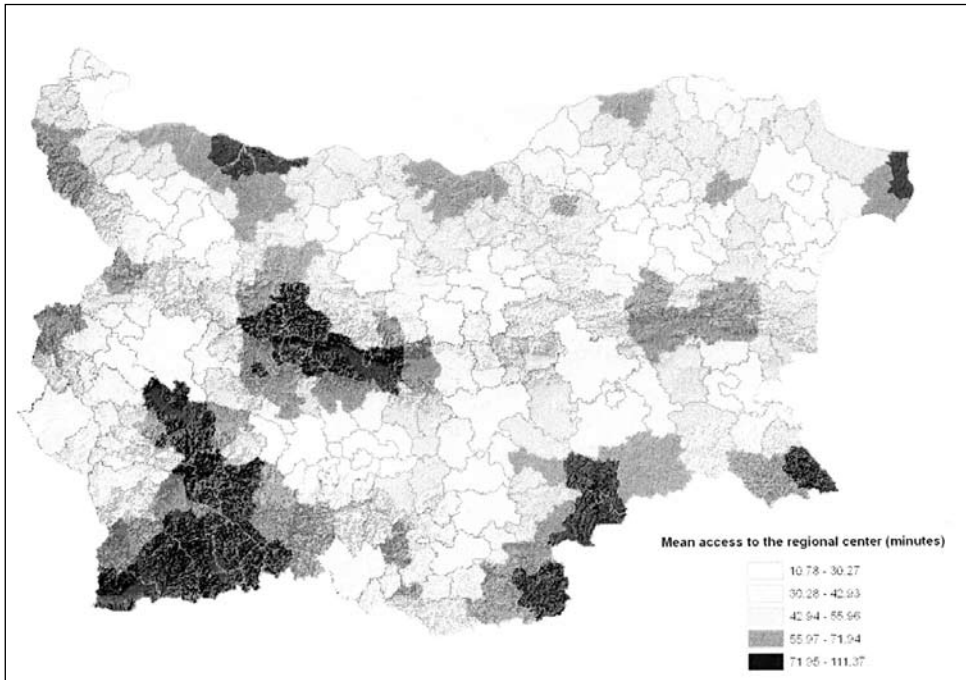 Mean access to the regional center (minutes)
10.78 - 30.27
30.28 - 42.93
42.94 - 55.96
55.97 - 71.94
71.95 - 111.37